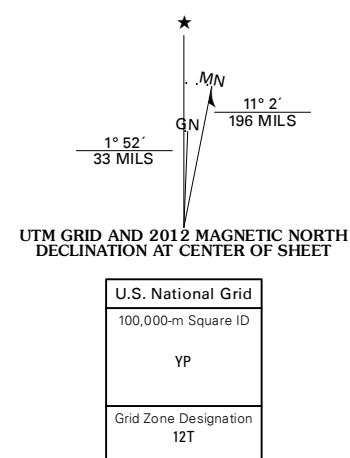 ★
MN
GN
11° 2´
196 MILS
1° 52´
33 MILS
UTM GRID AND 2012 MAGNETIC NORTH
DECLINATION AT CENTER OF SHEET
U.S. National Grid
100,000-m Square ID
YP
Grid Zone Designation
12T